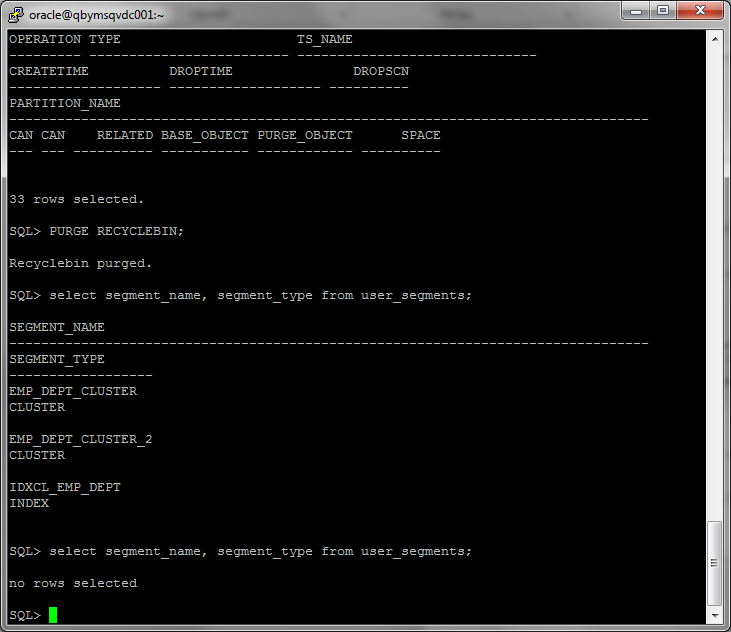 oracle@qbymsqvdc001:~
OPERATION TYPE                      TS_NAME
--------- ------------------------- ------------------------------
CREATETIME          DROPTIME               DROPSCN
------------------- ------------------- ----------
PARTITION_NAME
--------------------------------------------------------------------------------
CAN CAN    RELATED BASE_OBJECT PURGE_OBJECT      SPACE
--- --- ---------- ----------- ------------ ----------
33 rows selected.
SQL> PURGE RECYCLEBIN;
Recyclebin purged.
SQL> select segment_name, segment_type from user_segments;
SEGMENT_NAME
--------------------------------------------------------------------------------
SEGMENT_TYPE
------------------
EMP_DEPT_CLUSTER
CLUSTER
EMP_DEPT_CLUSTER_2
CLUSTER
IDXCL_EMP_DEPT
INDEX
SQL> select segment_name, segment_type from user_segments;
no rows selected
SQL>